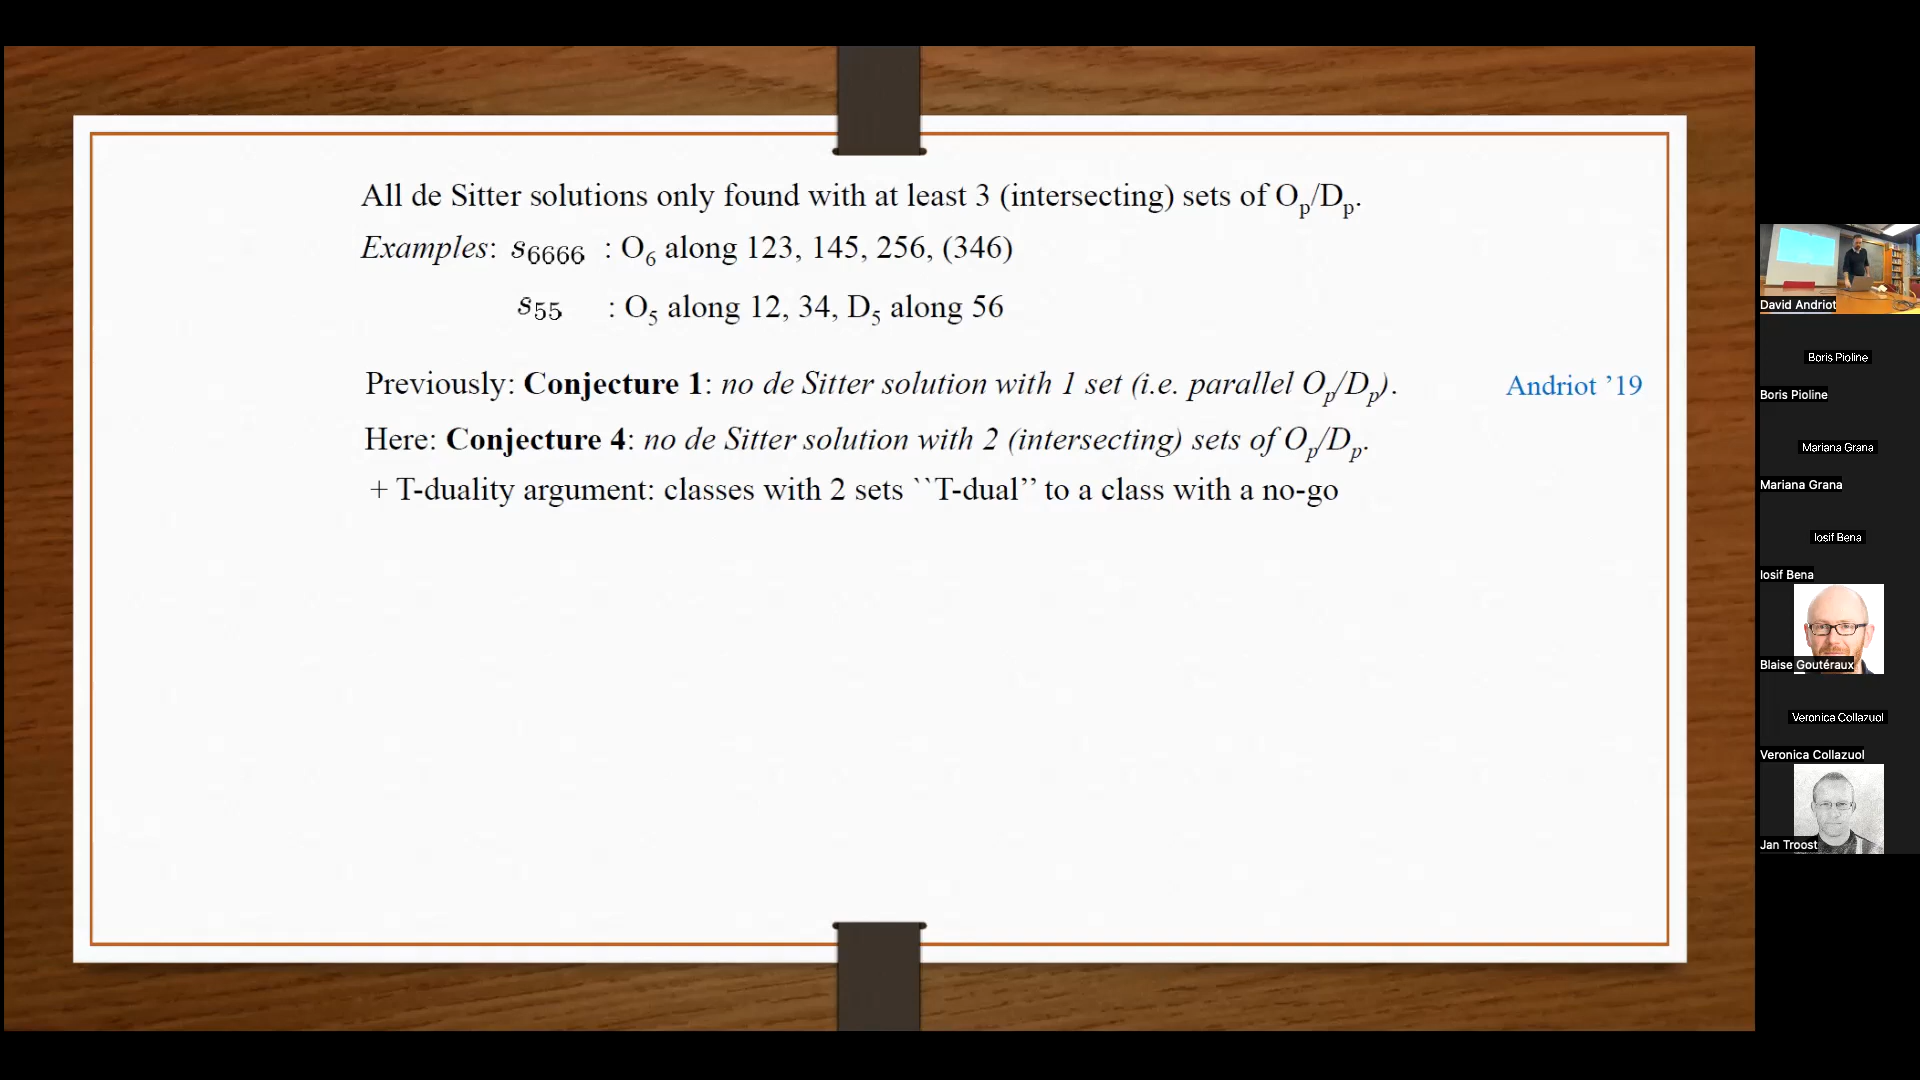 All de Sitter solutions only found with at least 3 (intersecting) sets of Oₚ/Dₚ.
Examples: s₆₆₆₆ : O₆ along 123, 145, 256, (346)
s₅₅ : O₅ along 12, 34, D₅ along 56
Previously: Conjecture 1: no de Sitter solution with 1 set (i.e. parallel Oₚ/Dₚ). Andriot ’19
Here: Conjecture 4: no de Sitter solution with 2 (intersecting) sets of Oₚ/Dₚ.
+ T-duality argument: classes with 2 sets ``T-dual’’ to a class with a no-go
David Andriot
Boris Pioline
Boris Pioline
Mariana Grana
Mariana Grana
Iosif Bena
Iosif Bena
Blaise Goutéraux
Veronica Collazuol
Veronica Collazuol
Jan Troost